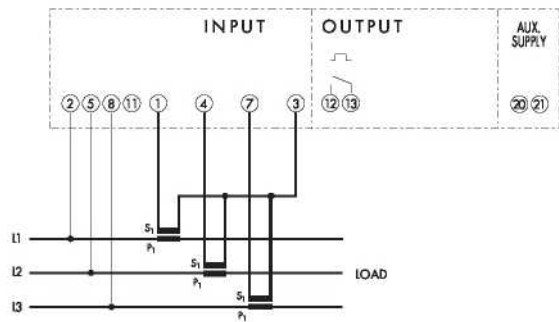 INPUT OUTPUT AUX. SUPPLY
2 5 8 11 1 4 7 3 12 13 20 21
S1
L1
P1
S1
L2 LOAD
P1
S1
L3
P1